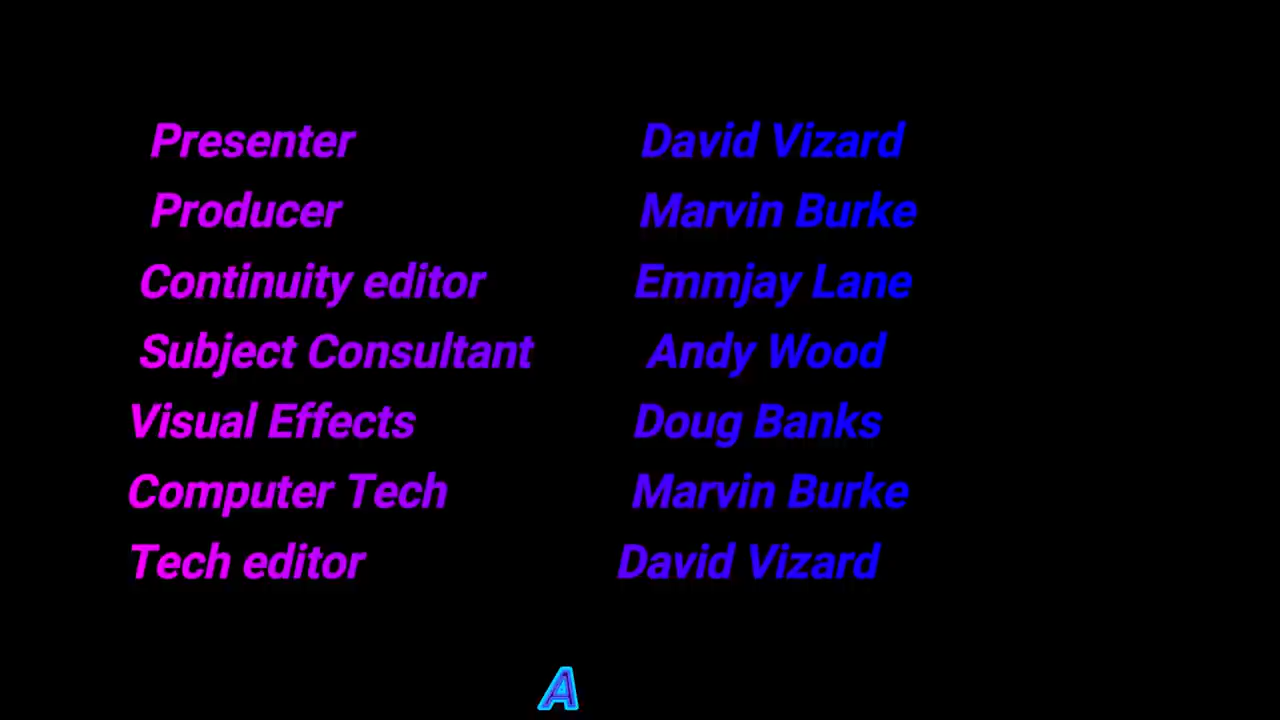 Presenter David Vizard
Producer Marvin Burke
Continuity editor Emmjay Lane
Subject Consultant Andy Wood
Visual Effects Doug Banks
Computer Tech Marvin Burke
Tech editor David Vizard
A